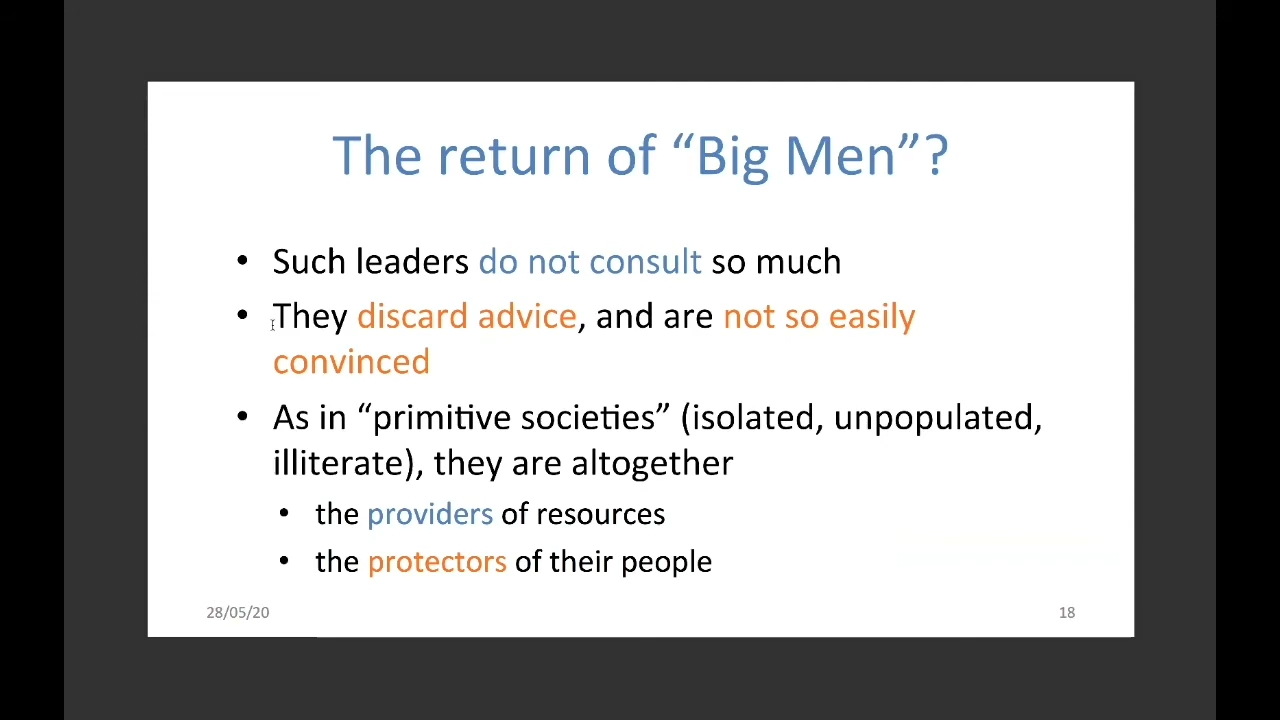 The return of “Big Men”?
• Such leaders do not consult so much
• They discard advice, and are not so easily
convinced
• As in “primitive societies” (isolated, unpopulated,
illiterate), they are altogether
• the providers of resources
• the protectors of their people
28/05/20
18